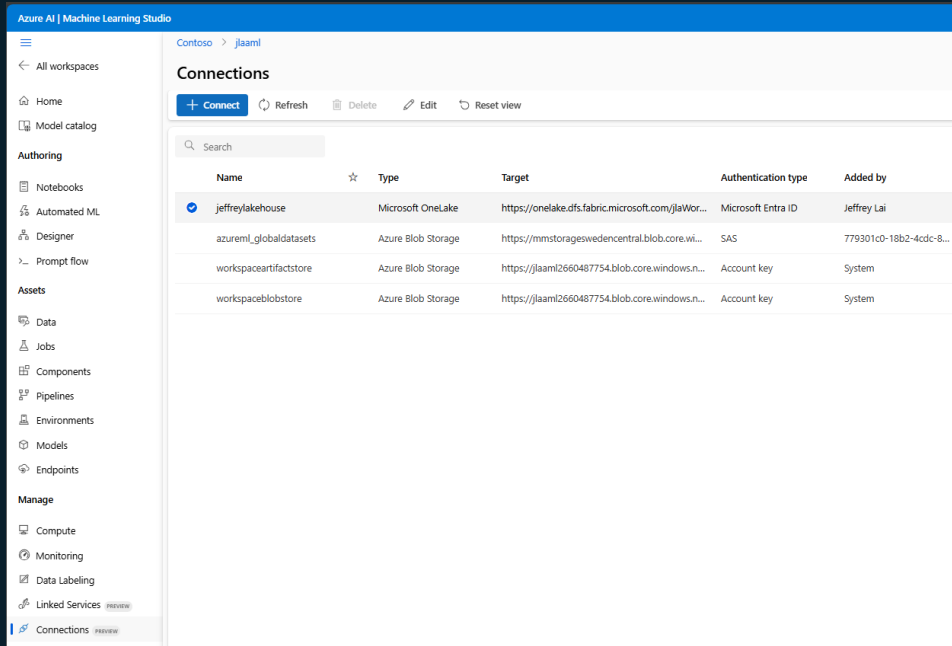 Azure AI | Machine Learning Studio
Contoso > jlaaml
All workspaces
Connections
Home
Connect Refresh Delete Edit Reset view
Model catalog
Search
Authoring
Name Type Target Authentication type Added by
Notebooks
jeffreylakehouse Microsoft OneLake https://onelake.dfs.fabric.microsoft.com/jlaWor... Microsoft Entra ID Jeffrey Lai
Automated ML
Designer
azureml_globaldatasets Azure Blob Storage https://mmstorageswedencentral.blob.core.wi... SAS 779301c0-18b2-4cdc-8...
Prompt flow
workspaceartifactstore Azure Blob Storage https://jlaaml2660487754.blob.core.windows.n... Account key System
Assets
workspaceblobstore Azure Blob Storage https://jlaaml2660487754.blob.core.windows.n... Account key System
Data
Jobs
Components
Pipelines
Environments
Models
Endpoints
Manage
Compute
Monitoring
Data Labeling
Linked Services PREVIEW
Connections PREVIEW